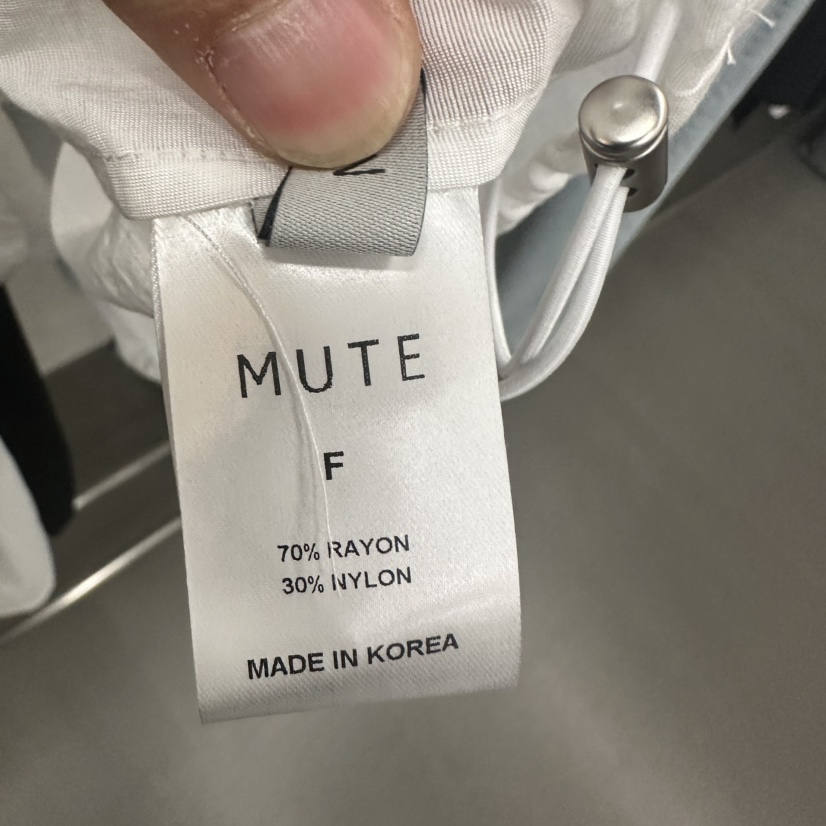 MUTE
F
70% RAYON
30% NYLON
MADE IN KOREA